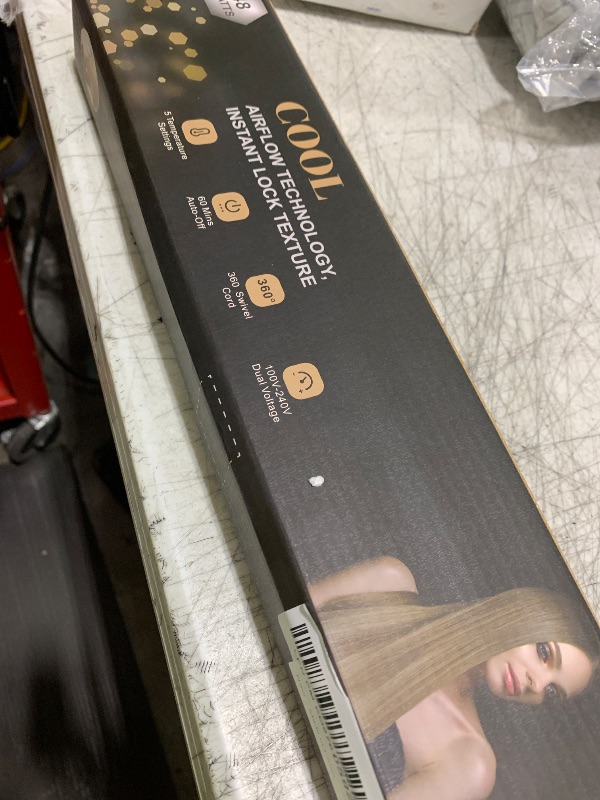 COOL
AIRFLOW TECHNOLOGY,
INSTANT LOCK TEXTURE
5 Temperature
Settings
60 Mins
Auto-Off
360°
360 Swivel
Cord
100V-240V
Dual Voltage